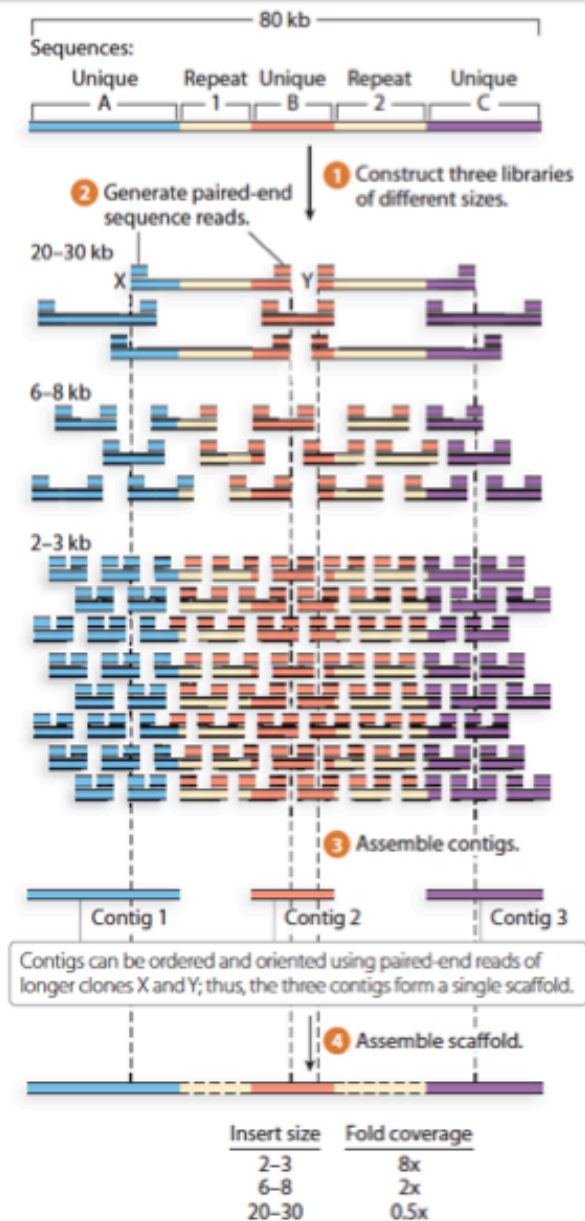 80 kb
Sequences:
Unique Repeat Unique Repeat Unique
A 1 B 2 C
1 Construct three libraries
of different sizes.
2 Generate paired-end
sequence reads.
20–30 kb
X Y
6–8 kb
2–3 kb
3 Assemble contigs.
Contig 1 Contig 2 Contig 3
Contigs can be ordered and oriented using paired-end reads of
longer clones X and Y; thus, the three contigs form a single scaffold.
4 Assemble scaffold.
Insert size Fold coverage
2–3 8x
6–8 2x
20–30 0.5x